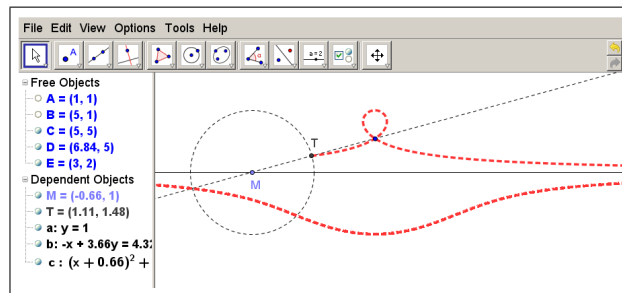 File Edit View Options Tools Help
A
a=2
Free Objects
A = (1, 1)
B = (5, 1)
C = (5, 5)
D = (6.84, 5)
E = (3, 2)
Dependent Objects
M = (-0.66, 1)
T = (1.11, 1.48)
a: y = 1
b: -x + 3.66y = 4.32
c : (x + 0.66)² +
T
M